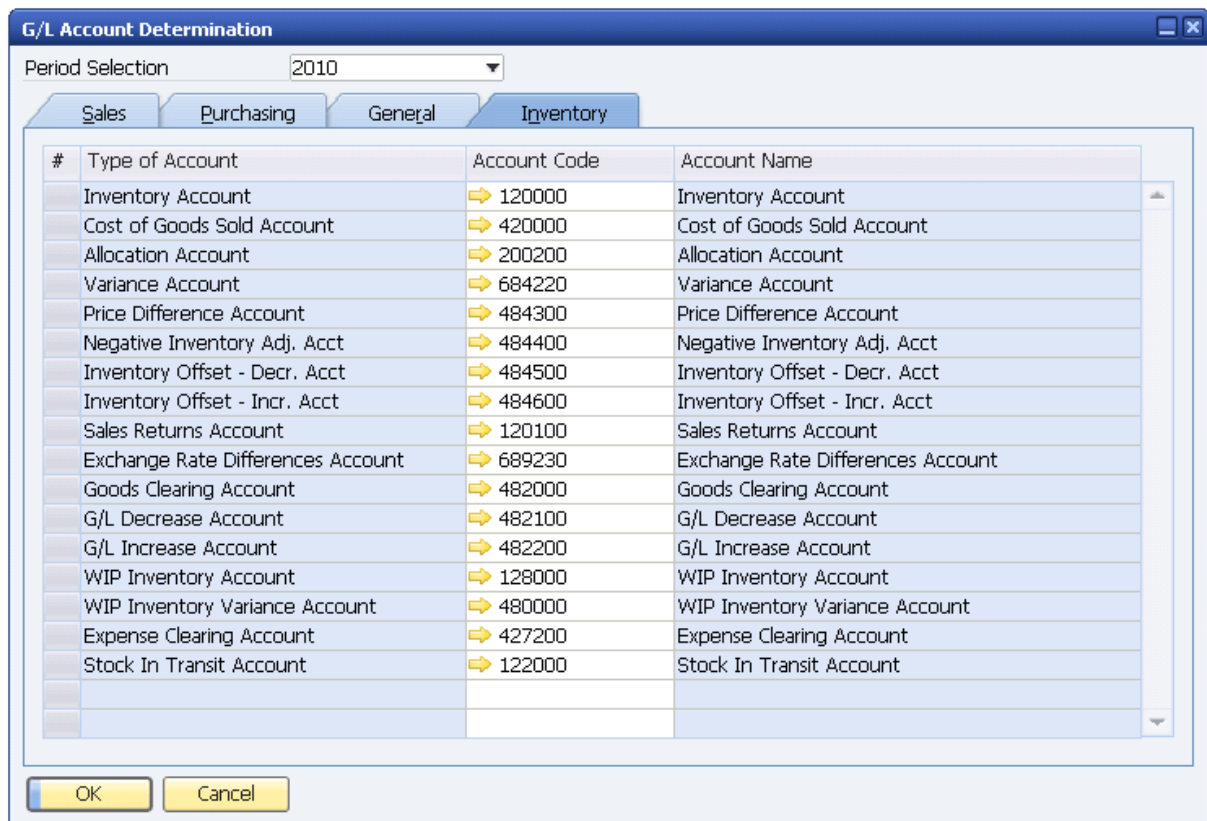 G/L Account Determination
Period Selection 2010
Sales Purchasing General Inventory
# Type of Account Account Code Account Name
Inventory Account 120000 Inventory Account
Cost of Goods Sold Account 420000 Cost of Goods Sold Account
Allocation Account 200200 Allocation Account
Variance Account 684220 Variance Account
Price Difference Account 484300 Price Difference Account
Negative Inventory Adj. Acct 484400 Negative Inventory Adj. Acct
Inventory Offset - Decr. Acct 484500 Inventory Offset - Decr. Acct
Inventory Offset - Incr. Acct 484600 Inventory Offset - Incr. Acct
Sales Returns Account 120100 Sales Returns Account
Exchange Rate Differences Account 689230 Exchange Rate Differences Account
Goods Clearing Account 482000 Goods Clearing Account
G/L Decrease Account 482100 G/L Decrease Account
G/L Increase Account 482200 G/L Increase Account
WIP Inventory Account 128000 WIP Inventory Account
WIP Inventory Variance Account 480000 WIP Inventory Variance Account
Expense Clearing Account 427200 Expense Clearing Account
Stock In Transit Account 122000 Stock In Transit Account
OK Cancel